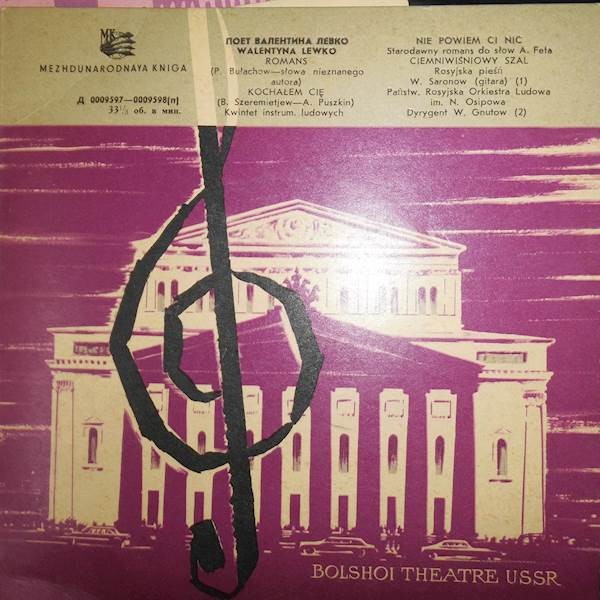 МК
MEZHDUNARODNAYA KNIGA
Д 0009597—0009598(п)
33⅓ об. в мин.
ПОЕТ ВАЛЕНТИНА ЛЕВКО
WALENTYNA LEWKO
ROMANS
(P. Bułachow—słowa nieznanego
autora)
KOCHAŁEM CIĘ
(B. Szeremietjew—A. Puszkin)
Kwintet instrum. ludowych
NIE POWIEM CI NIC
Starodawny romans do słów A. Feta
CIEMNIWIŚNIOWY SZAL
Rosyjska pieśń
W. Saronow (gitara) (1)
Państw. Rosyjska Orkiestra Ludowa
im. N. Osipowa
Dyrygent W. Gnutow (2)
BOLSHOI THEATRE USSR